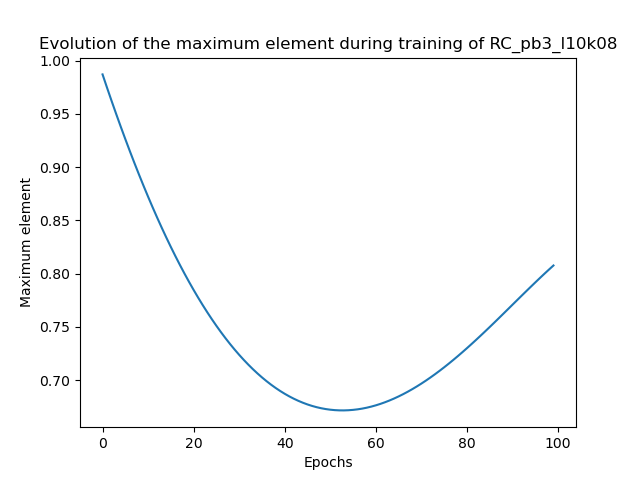 Evolution of the maximum element during training of RC_pb3_l10k08
1.00
0.95
0.90
0.85
0.80
0.75
0.70
Maximum element
0 20 40 60 80 100
Epochs